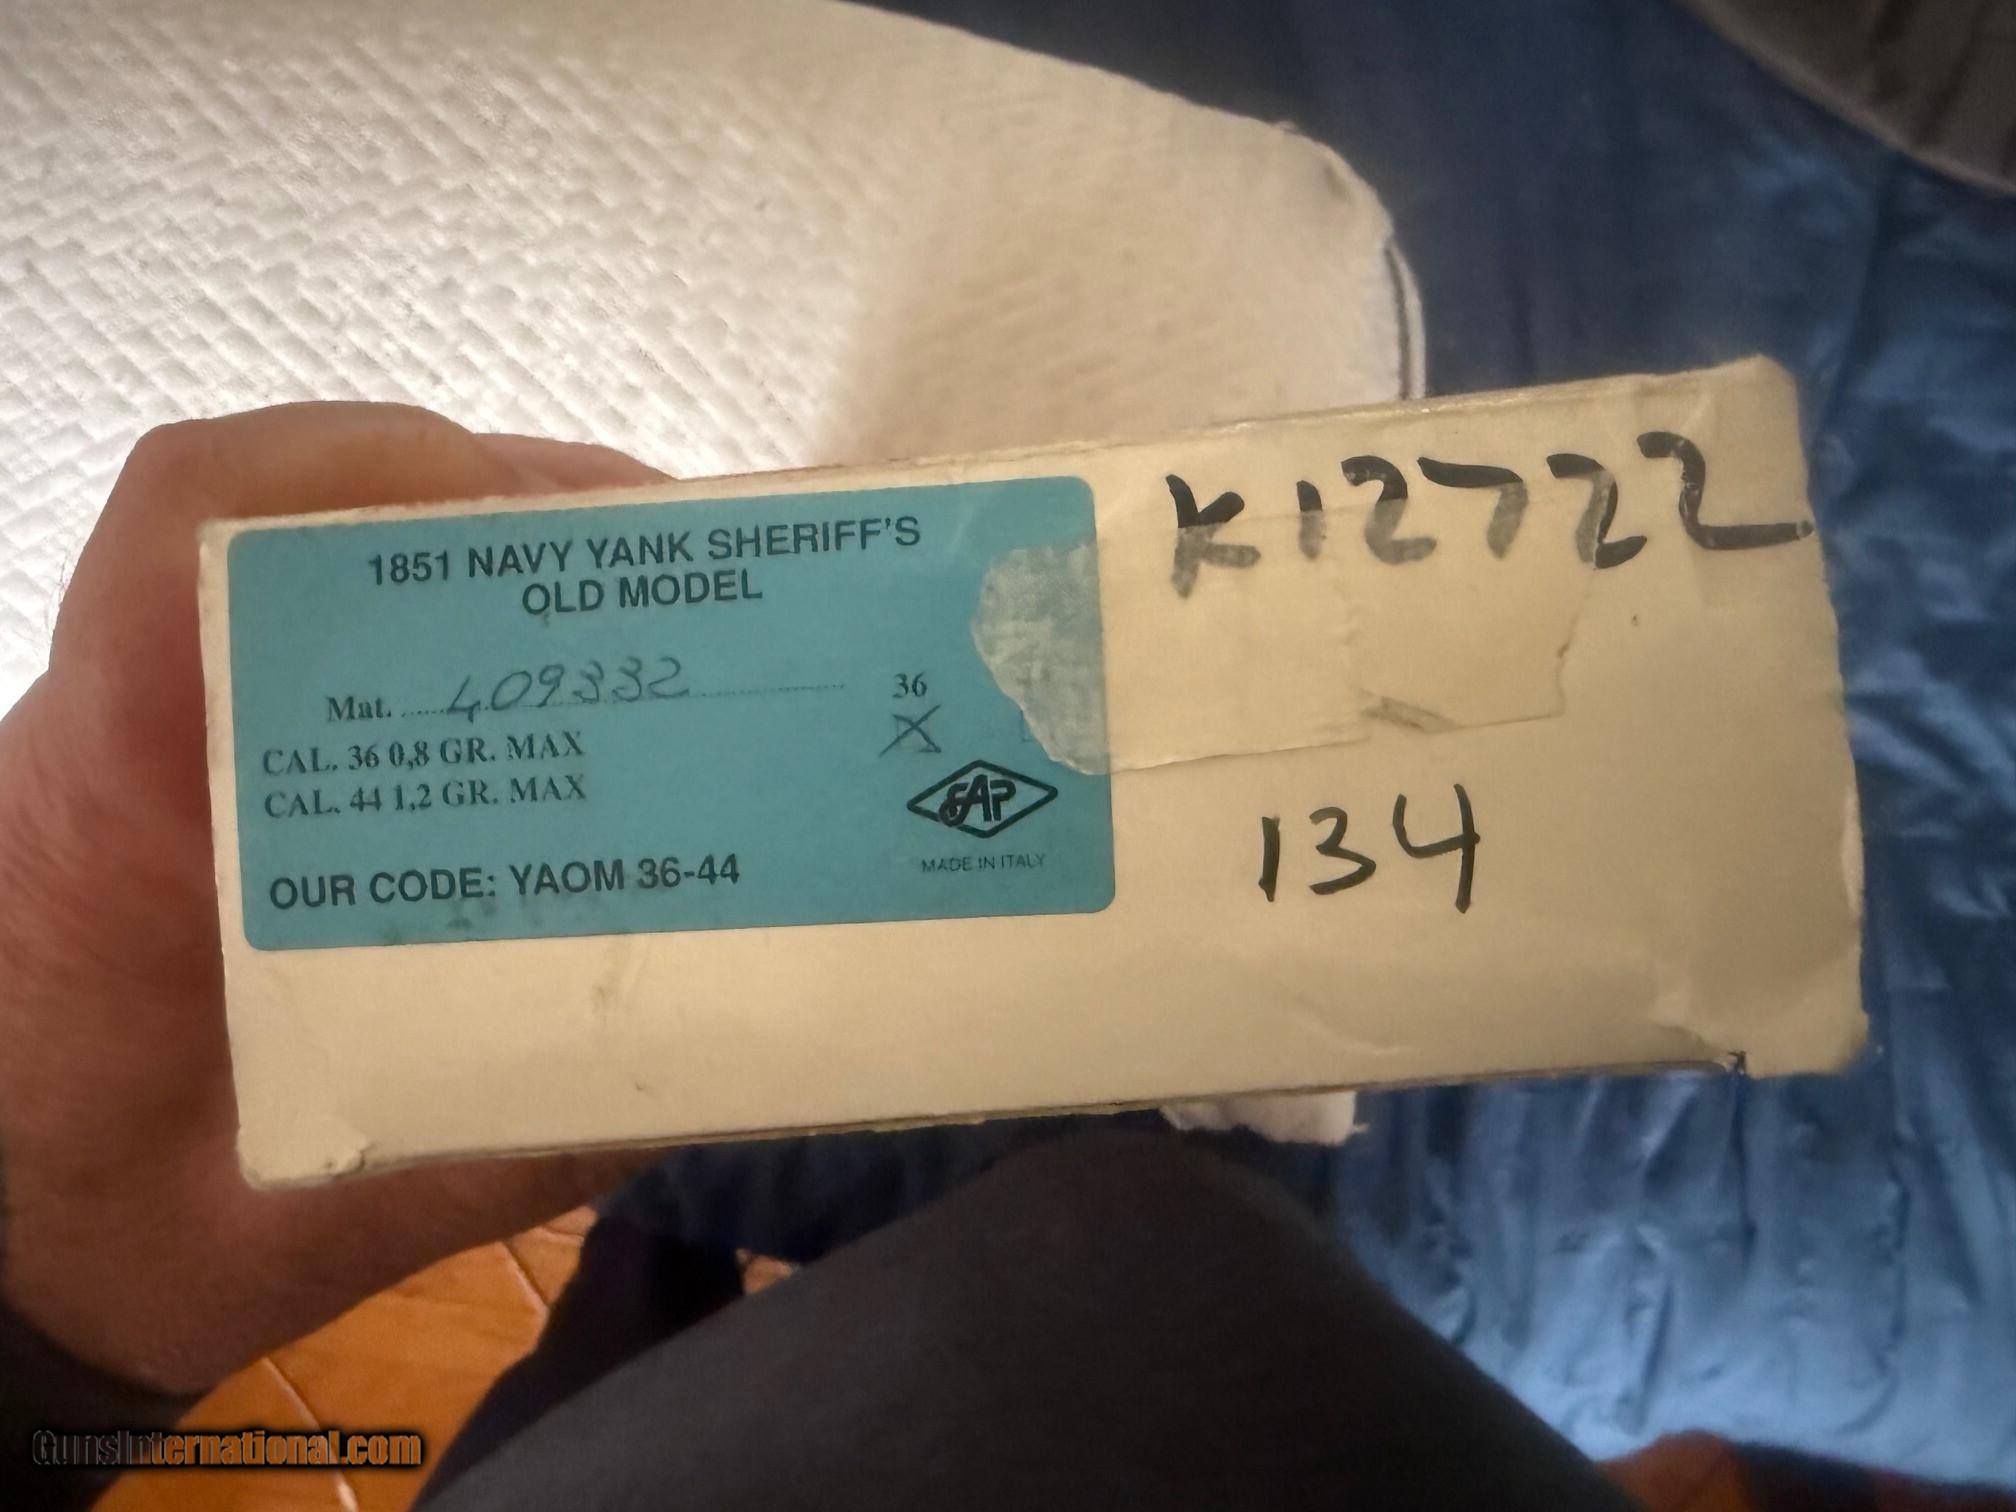 1851 NAVY YANK SHERIFF'S
OLD MODEL
Mat. 409332 36
CAL. 36 0,8 GR. MAX X
CAL. 44 1,2 GR. MAX
FAP
MADE IN ITALY
OUR CODE: YAOM 36-44
K12722
134
GunsInternational.com